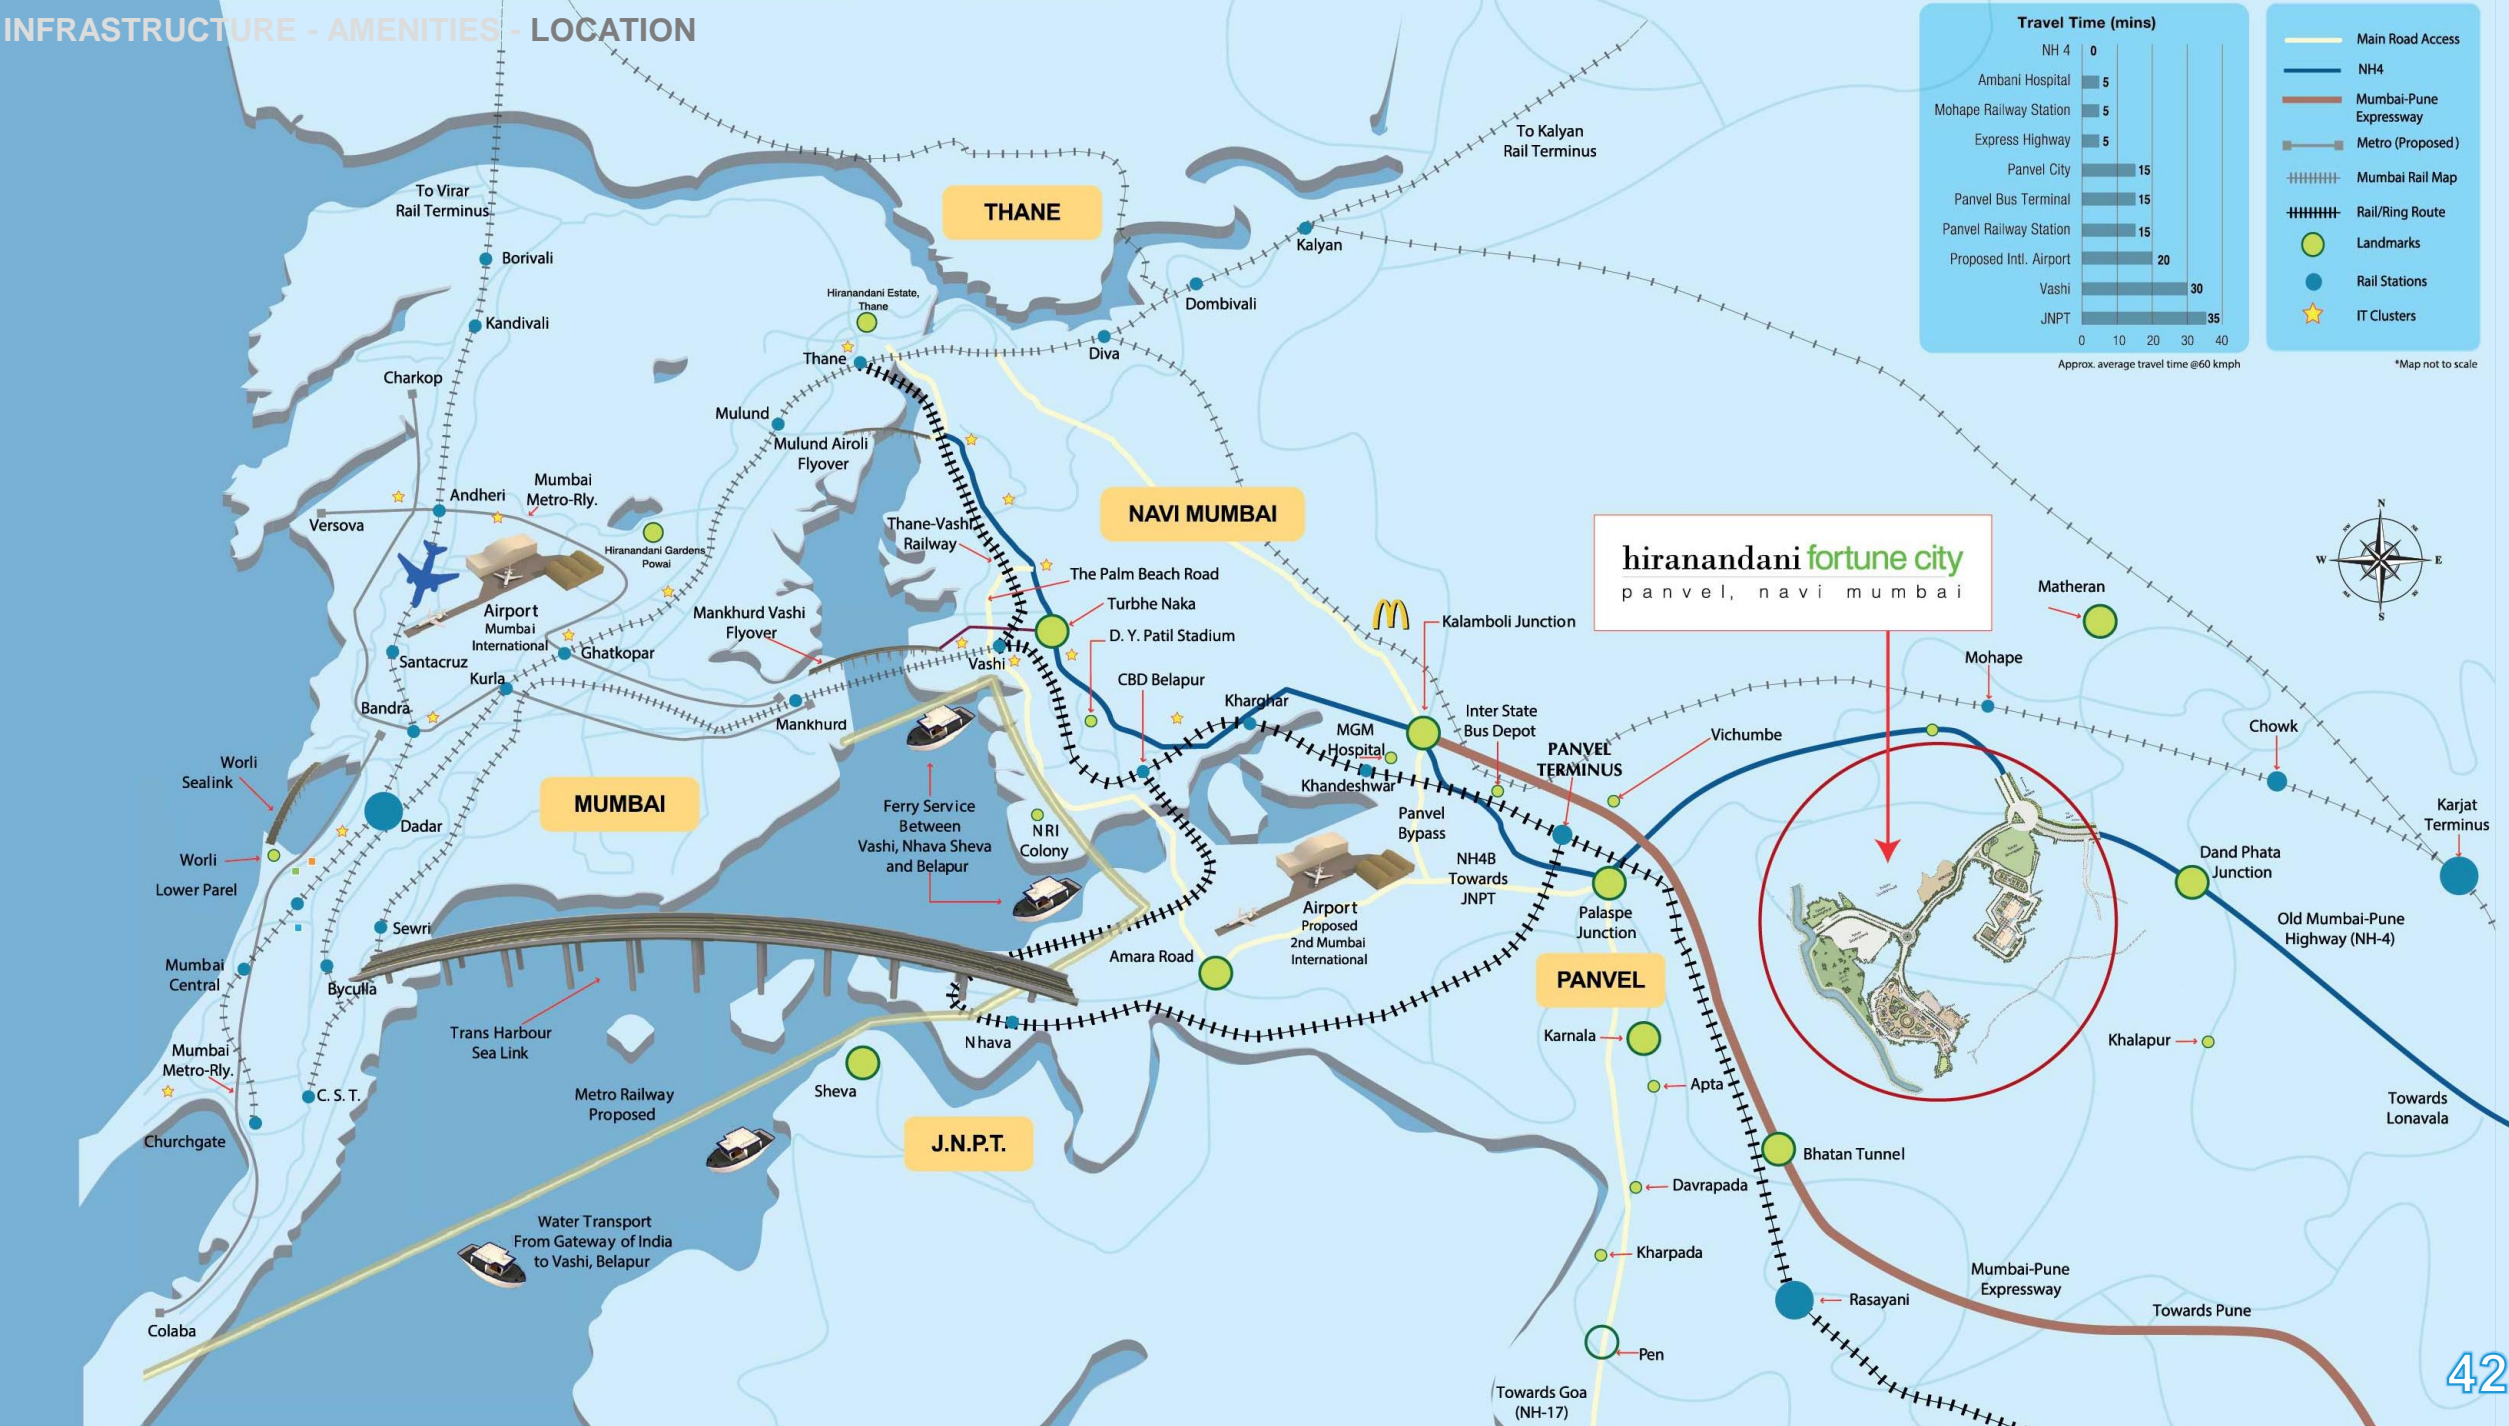 INFRASTRUCTURE - AMENITIES - LOCATION
Travel Time (mins)
NH 4 0
Ambani Hospital 5
Mohape Railway Station 5
Express Highway 5
Panvel City 15
Panvel Bus Terminal 15
Panvel Railway Station 15
Proposed Intl. Airport 20
Vashi 30
JNPT 35
0 10 20 30 40
Approx. average travel time @60 kmph
Main Road Access
NH4
Mumbai-Pune
Expressway
Metro (Proposed)
Mumbai Rail Map
Rail/Ring Route
Landmarks
Rail Stations
IT Clusters
*Map not to scale
To Kalyan
Rail Terminus
To Virar
Rail Terminus
THANE
Kalyan
Borivali
Dombivali
Hiranandani Estate,
Thane
Kandivali
Thane
Diva
Charkop
Mulund
Mulund Airoli
Flyover
Mumbai
Metro-Rly.
Andheri
Versova
NAVI MUMBAI
Thane-Vashi
Railway
Hiranandani Gardens
Powai
hiranandani fortune city
panvel, navi mumbai
N
NE
E
SE
S
SW
W
NW
The Palm Beach Road
Matheran
Airport
Mumbai
International
Mankhurd Vashi
Flyover
Turbhe Naka
Kalamboli Junction
D. Y. Patil Stadium
Santacruz
Ghatkopar
Vashi
Mohape
Kurla
CBD Belapur
Bandra
Mankhurd
Kharghar
Inter State
Bus Depot
MGM
Hospital
PANVEL
TERMINUS
Vichumbe
Chowk
Worli
Sealink
Khandeshwar
MUMBAI
Ferry Service
Between
Vashi, Nhava Sheva
and Belapur
Panvel
Bypass
Karjat
Terminus
Dadar
NRI
Colony
Worli
NH4B
Towards
JNPT
Dand Phata
Junction
Lower Parel
Airport
Proposed
2nd Mumbai
International
Palaspe
Junction
Old Mumbai-Pune
Highway (NH-4)
Sewri
Amara Road
Mumbai
Central
Byculla
PANVEL
Trans Harbour
Sea Link
Nhava
Karnala
Khalapur
Mumbai
Metro-Rly.
Sheva
Apta
Metro Railway
Proposed
C. S. T.
Towards
Lonavala
Churchgate
J.N.P.T.
Bhatan Tunnel
Davrapada
Water Transport
From Gateway of India
to Vashi, Belapur
Kharpada
Mumbai-Pune
Expressway
Rasayani
Towards Pune
Colaba
Pen
Towards Goa
(NH-17)
42